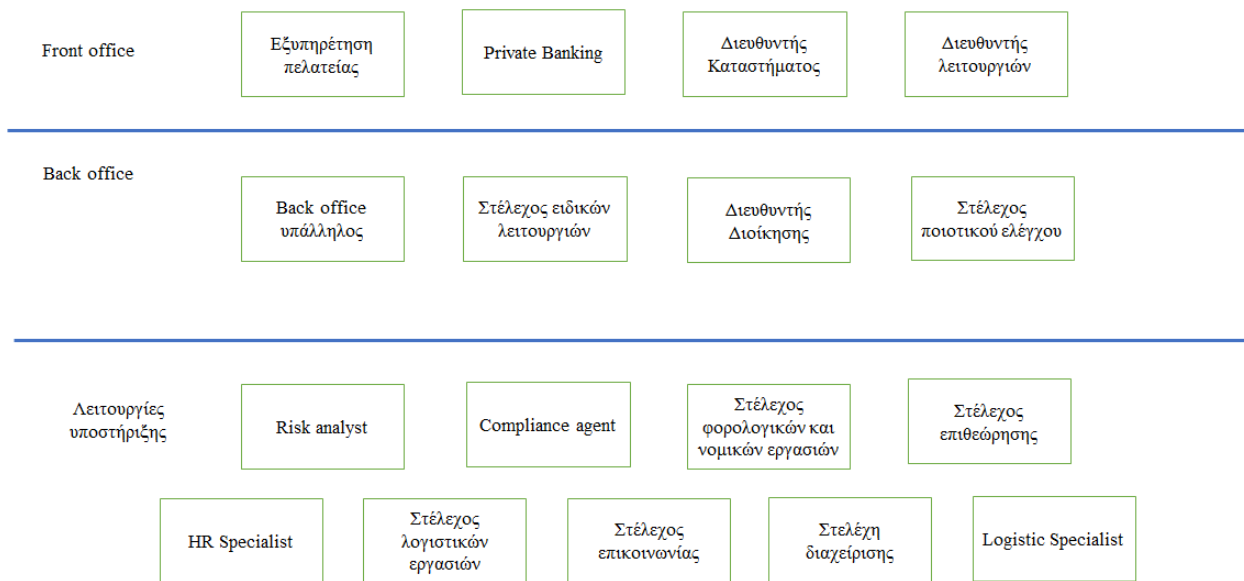 Front office
Εξυπηρέτηση
πελατείας
Private Banking
Διευθυντής
Καταστήματος
Διευθυντής
λειτουργιών
Back office
Back office
υπάλληλος
Στέλεχος ειδικών
λειτουργιών
Διευθυντής
Διοίκησης
Στέλεχος
ποιοτικού ελέγχου
Λειτουργίες
υποστήριξης
Risk analyst
Compliance agent
Στέλεχος
φορολογικών και
νομικών εργασιών
Στέλεχος
επιθεώρησης
HR Specialist
Στέλεχος
λογιστικών
εργασιών
Στέλεχος
επικοινωνίας
Στελέχη
διαχείρισης
Logistic Specialist